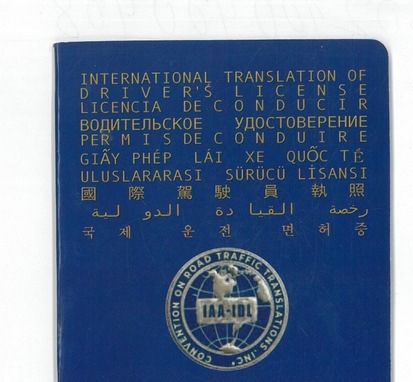 INTERNATIONAL TRANSLATION OF
DRIVER'S LICENSE
LICENCIA DE CONDUCIR
ВОДИТЕЛЬСКОЕ УДОСТОВЕРЕНИЕ
PERMIS DE CONDUIRE
GIẤY PHÉP LÁI XE QUỐC TẾ
ULUSLARARASI SÜRÜCÜ LİSANSI
國際駕駛員執照
رخصة القيادة الدولية
국제 운전 면허증
CONVENTION ON ROAD TRAFFIC TRANSLATIONS, INC.
IAA-IDL